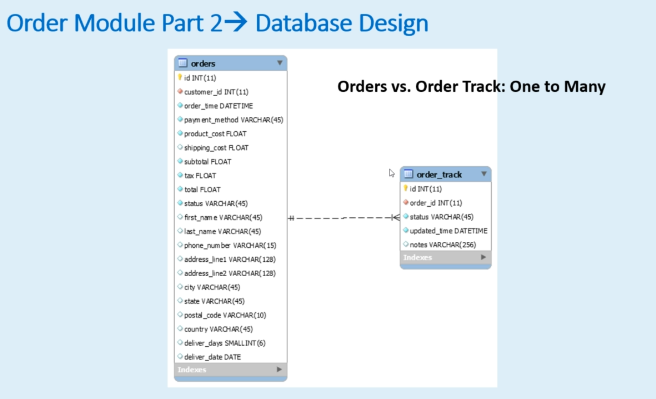 Order Module Part 2→ Database Design
orders
id INT(11)
customer_id INT(11)
order_time DATETIME
payment_method VARCHAR(45)
product_cost FLOAT
shipping_cost FLOAT
subtotal FLOAT
tax FLOAT
total FLOAT
status VARCHAR(45)
first_name VARCHAR(45)
last_name VARCHAR(45)
phone_number VARCHAR(15)
address_line1 VARCHAR(128)
address_line2 VARCHAR(128)
city VARCHAR(45)
state VARCHAR(45)
postal_code VARCHAR(10)
country VARCHAR(45)
deliver_days SMALLINT(6)
deliver_date DATE
Indexes
Orders vs. Order Track: One to Many
order_track
id INT(11)
order_id INT(11)
status VARCHAR(45)
updated_time DATETIME
notes VARCHAR(256)
Indexes